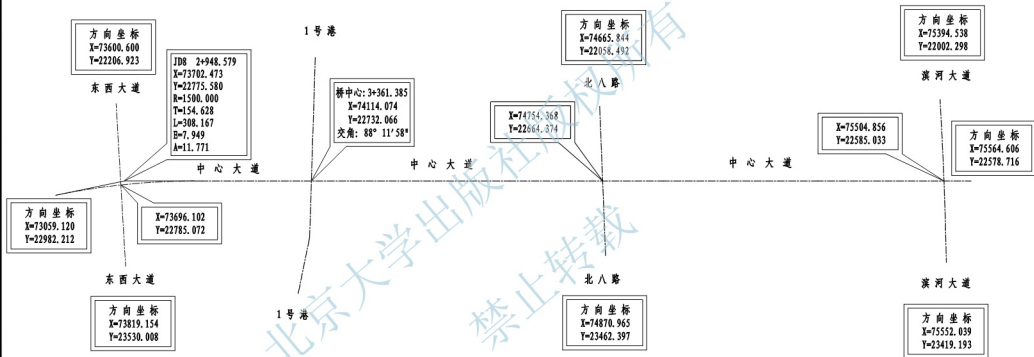 方向坐标
X=73600.600
Y=22206.923
东西大道
JD8 2+948.579
X=73702.473
Y=22775.580
R=1500.000
T=154.628
L=308.167
E=7.949
A=11.771
1号港
桥中心:3+361.385
X=74114.074
Y=22732.066
交角: 88° 11′58″
方向坐标
X=74665.844
Y=22058.492
北八路
X=74754.368
Y=22664.374
方向坐标
X=75394.538
Y=22002.298
滨河大道
X=75504.856
Y=22585.033
方向坐标
X=75564.606
Y=22578.716
中心大道
中心大道
中心大道
方向坐标
X=73059.120
Y=22982.212
X=73696.102
Y=22785.072
东西大道
方向坐标
X=73819.154
Y=23530.008
1号港
北八路
方向坐标
X=74870.965
Y=23462.397
滨河大道
方向坐标
X=75552.039
Y=23419.193
北京大学出版社版权所有
禁止转载